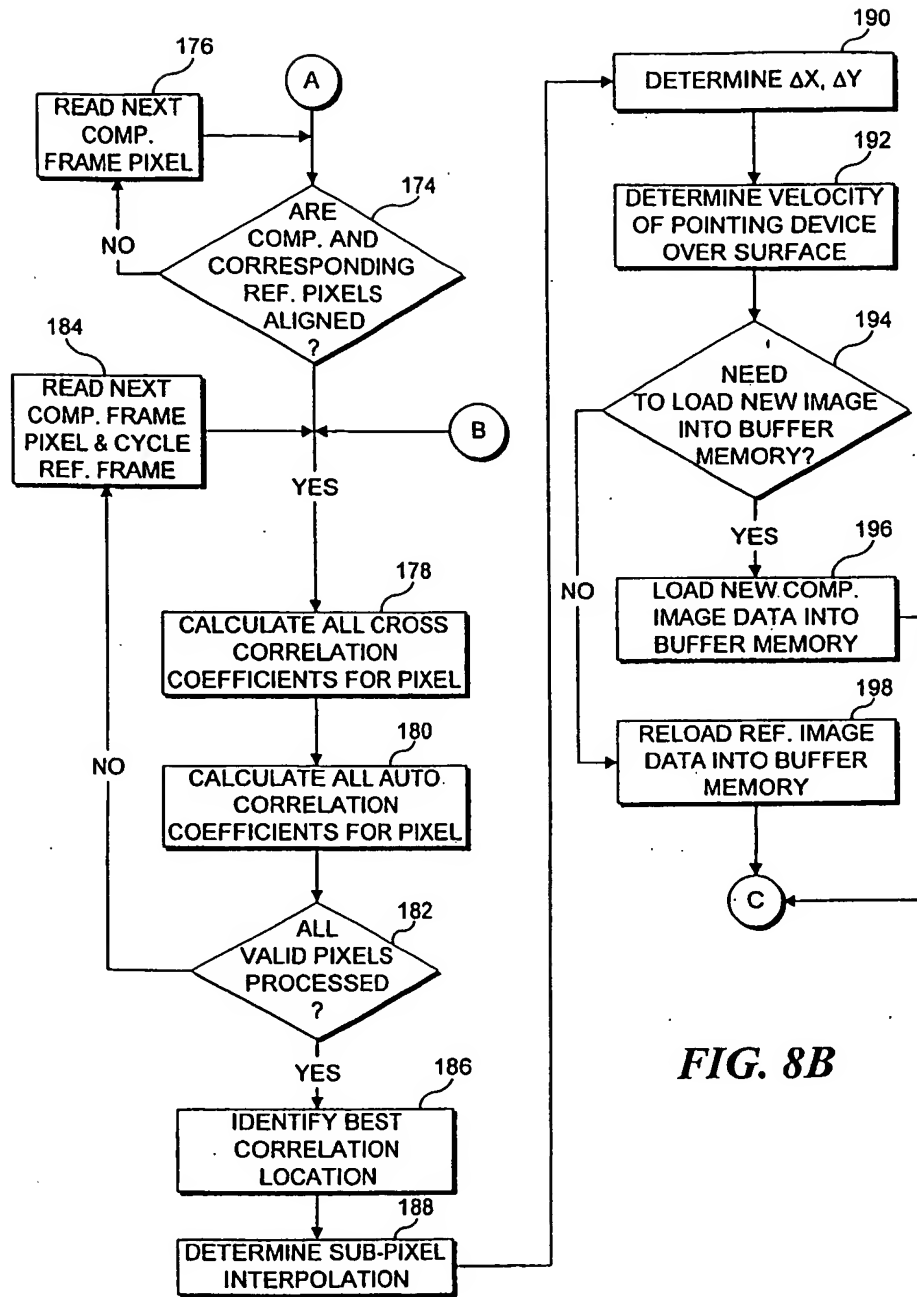 176
A
READ NEXT
COMP.
FRAME PIXEL
174
NO
ARE
COMP. AND
CORRESPONDING
REF. PIXELS
ALIGNED
?
184
READ NEXT
COMP. FRAME
PIXEL & CYCLE
REF. FRAME
B
YES
178
CALCULATE ALL CROSS
CORRELATION
COEFFICIENTS FOR PIXEL
NO
180
CALCULATE ALL AUTO
CORRELATION
COEFFICIENTS FOR PIXEL
182
ALL
VALID PIXELS
PROCESSED
?
YES
186
IDENTIFY BEST
CORRELATION
LOCATION
188
DETERMINE SUB-PIXEL
INTERPOLATION
190
DETERMINE ΔX, ΔY
192
DETERMINE VELOCITY
OF POINTING DEVICE
OVER SURFACE
194
NEED
TO LOAD NEW IMAGE
INTO BUFFER
MEMORY?
YES
196
NO
LOAD NEW COMP.
IMAGE DATA INTO
BUFFER MEMORY
198
RELOAD REF. IMAGE
DATA INTO BUFFER
MEMORY
C
FIG. 8B